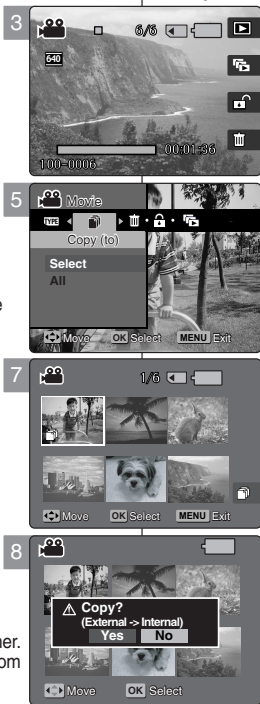 3
6/6
640
00:01:36
100-0006
5
Movie
TYPE
Copy (to)
Select
All
e
Move OK Select MENU Exit
7
1/6
Move OK Select MENU Exit
8
Copy?
(External -> Internal)
Yes No
ner.
om
Move OK Select